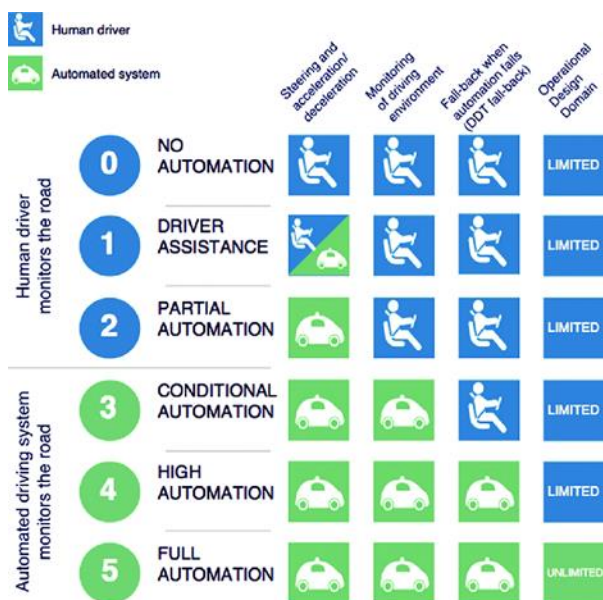 Human driver
Automated system
Steering and
acceleration/
deceleration
Monitoring
of driving
environment
Fall-back when
automation fails
(DDT fall-back)
Operational
Design
Domain
Human driver
monitors the road
0
NO
AUTOMATION
LIMITED
1
DRIVER
ASSISTANCE
LIMITED
2
PARTIAL
AUTOMATION
LIMITED
Automated driving system
monitors the road
3
CONDITIONAL
AUTOMATION
LIMITED
4
HIGH
AUTOMATION
LIMITED
5
FULL
AUTOMATION
UNLIMITED